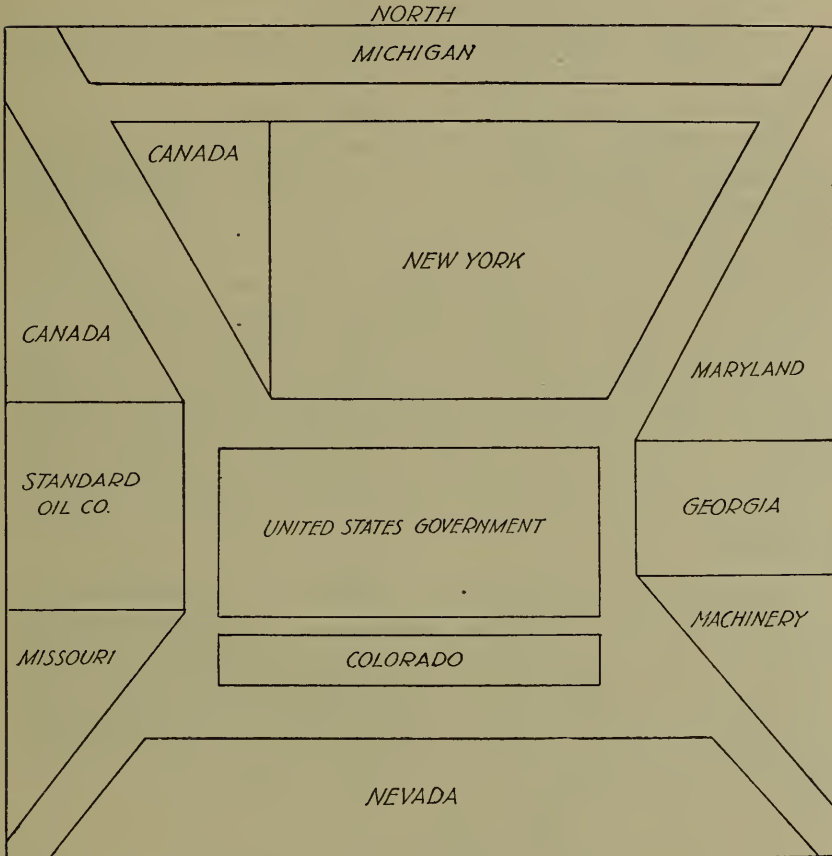 NORTH
MICHIGAN
CANADA
NEW YORK
CANADA
MARYLAND
STANDARD
OIL CO.
GEORGIA
UNITED STATES GOVERNMENT
MACHINERY
MISSOURI
COLORADO
NEVADA